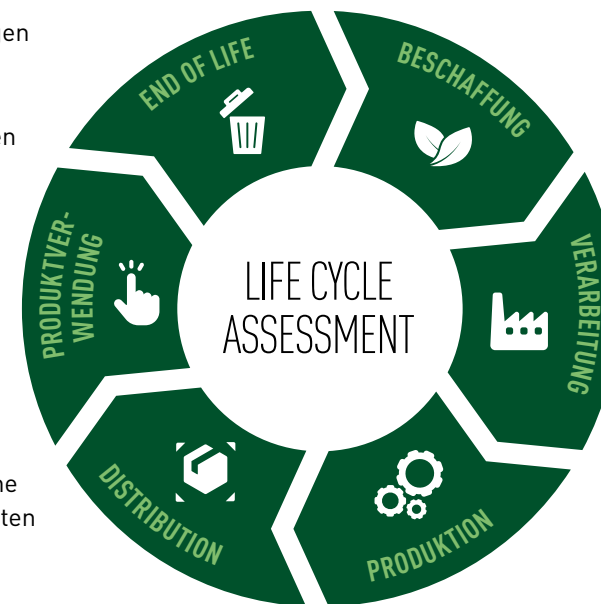 END OF LIFE
BESCHAFFUNG
VERARBEITUNG
PRODUKTION
DISTRIBUTION
PRODUKTVER-
WENDUNG
LIFE CYCLE
ASSESSMENT